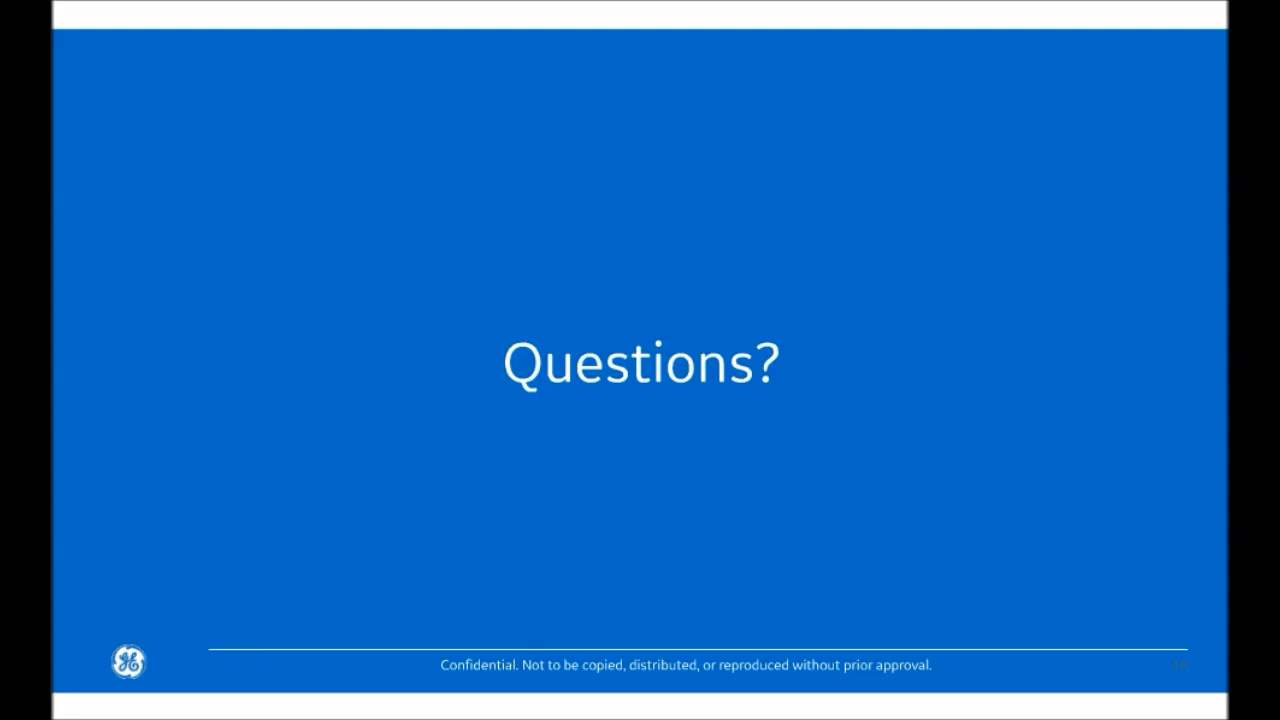 Questions?
Confidential. Not to be copied, distributed, or reproduced without prior approval.